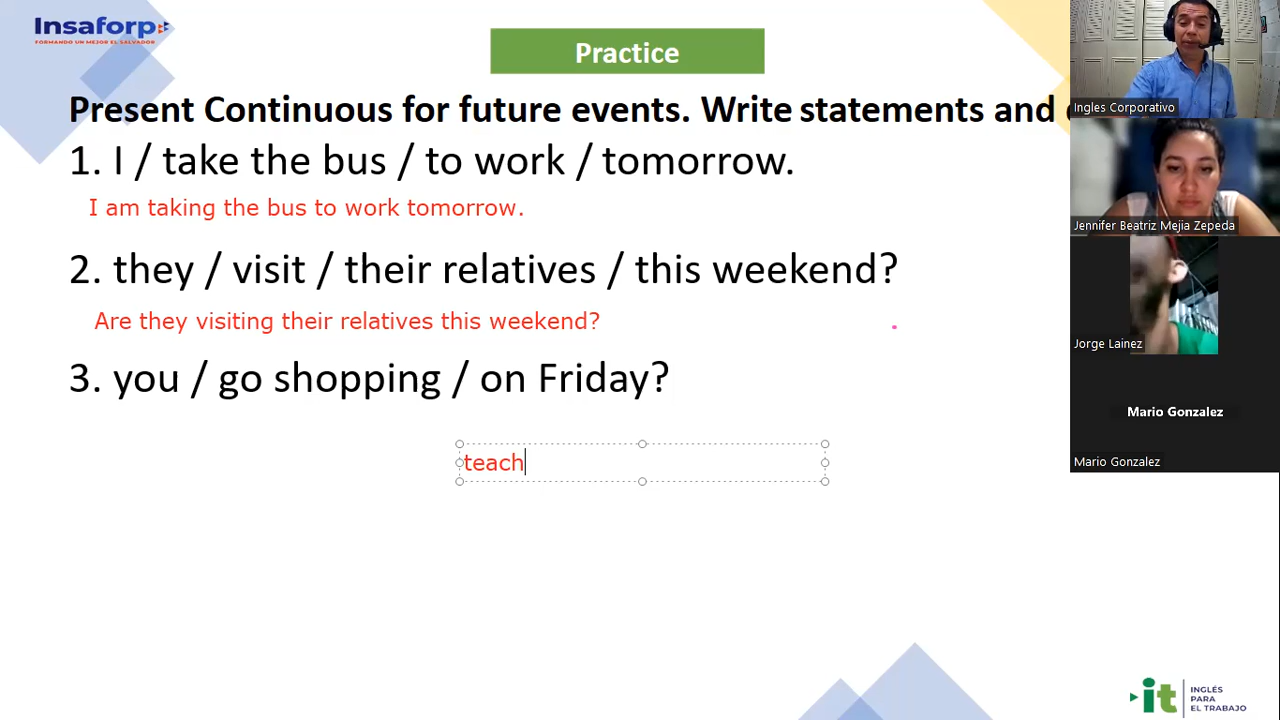 Insaforp
FORMANDO UN MEJOR EL SALVADOR
Practice
Present Continuous for future events. Write statements and
1. I / take the bus / to work / tomorrow.
I am taking the bus to work tomorrow.
2. they / visit / their relatives / this weekend?
Are they visiting their relatives this weekend?
3. you / go shopping / on Friday?
teach
Ingles Corporativo
Jennifer Beatriz Mejia Zepeda
Jorge Lainez
Mario Gonzalez
Mario Gonzalez
it
INGLÉS
PARA
EL TRABAJO